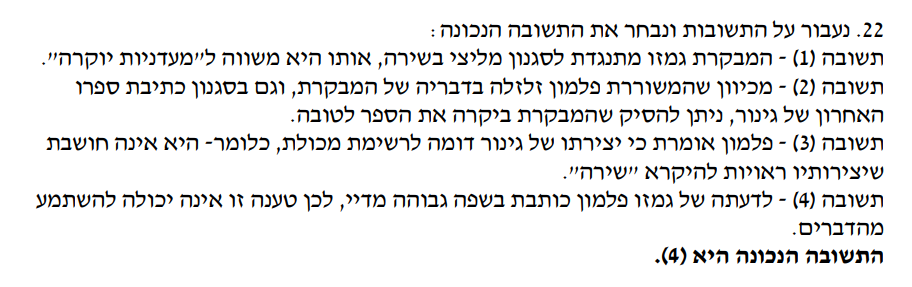 22. נעבור על התשובות ונבחר את התשובה הנכונה:
תשובה (1) - המבקרת גמזו מתנגדת לסגנון מליצי בשירה, אותו היא משווה ל״מעדניות יוקרה״.
תשובה (2) - מכיוון שהמשוררת פלמון זלזלה בדבריה של המבקרת, וגם בסגנון כתיבת ספרו
האחרון של גינור, ניתן להסיק שהמבקרת ביקרה את הספר לטובה.
תשובה (3) - פלמון אומרת כי יצירתו של גינור דומה לרשימת מכולת, כלומר- היא אינה חושבת
שיצירותיו ראויות להיקרא ״שירה״.
תשובה (4) - לדעתה של גמזו פלמון כותבת בשפה גבוהה מדיי, לכן טענה זו אינה יכולה להשתמע
מהדברים.
התשובה הנכונה היא (4).